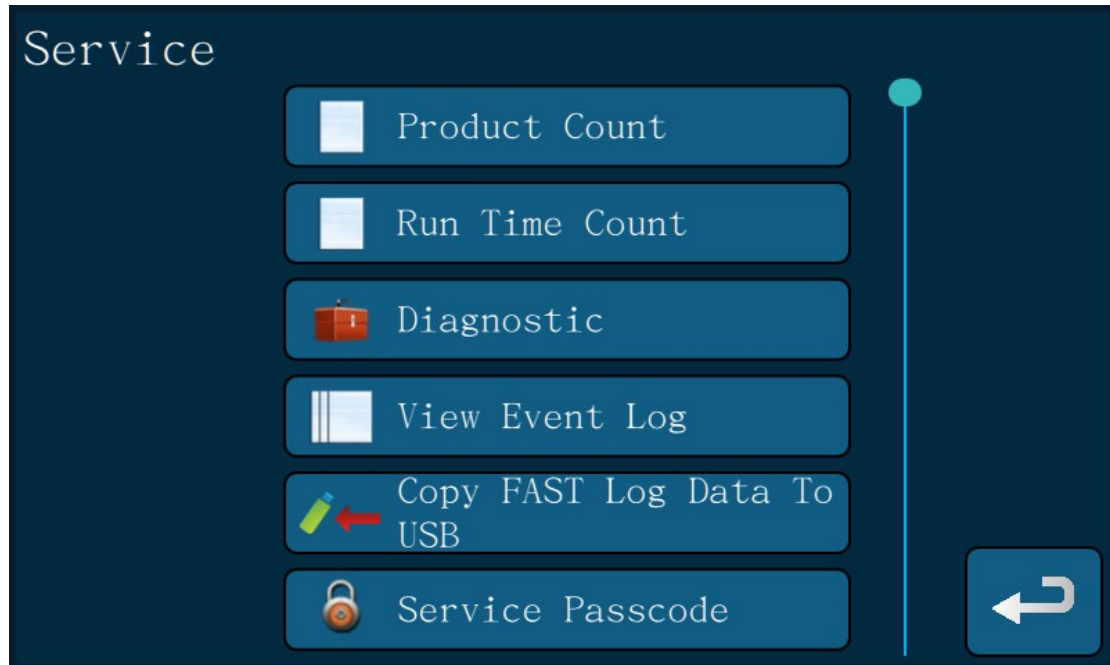 Service
Product Count
Run Time Count
Diagnostic
View Event Log
Copy FAST Log Data To
USB
Service Passcode